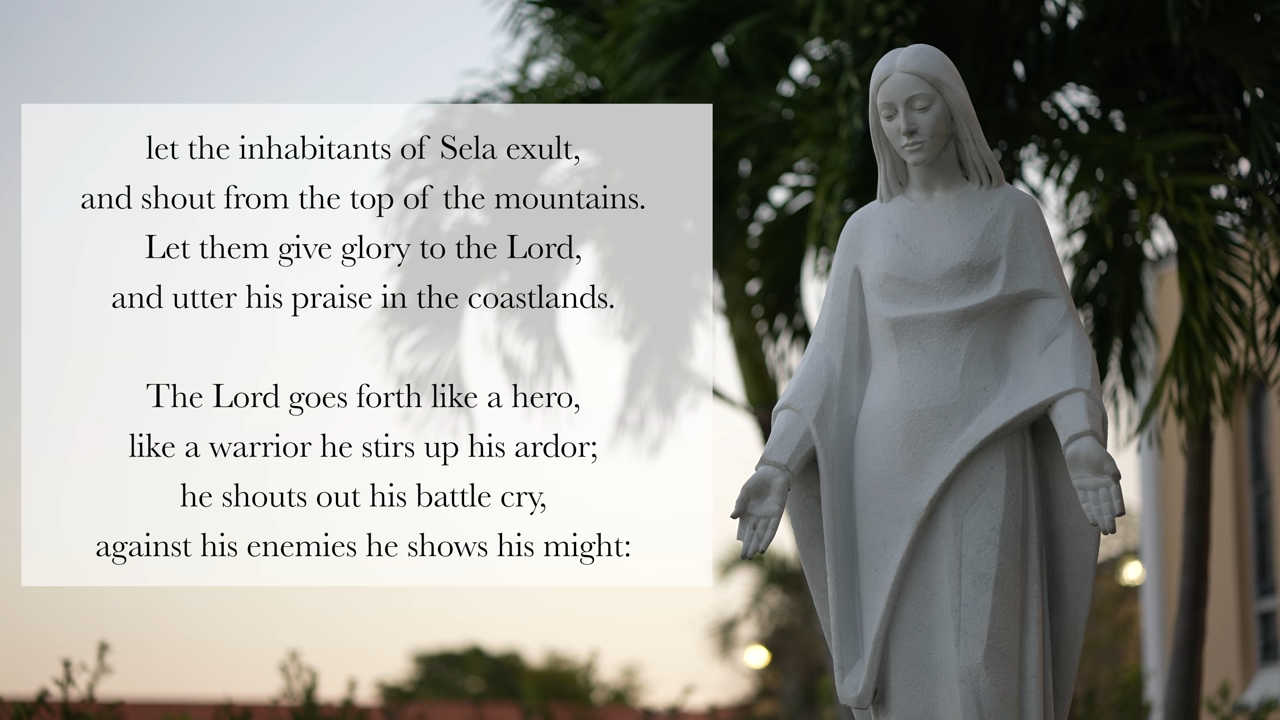 let the inhabitants of Sela exult,
and shout from the top of the mountains.
Let them give glory to the Lord,
and utter his praise in the coastlands.
The Lord goes forth like a hero,
like a warrior he stirs up his ardor;
he shouts out his battle cry,
against his enemies he shows his might: